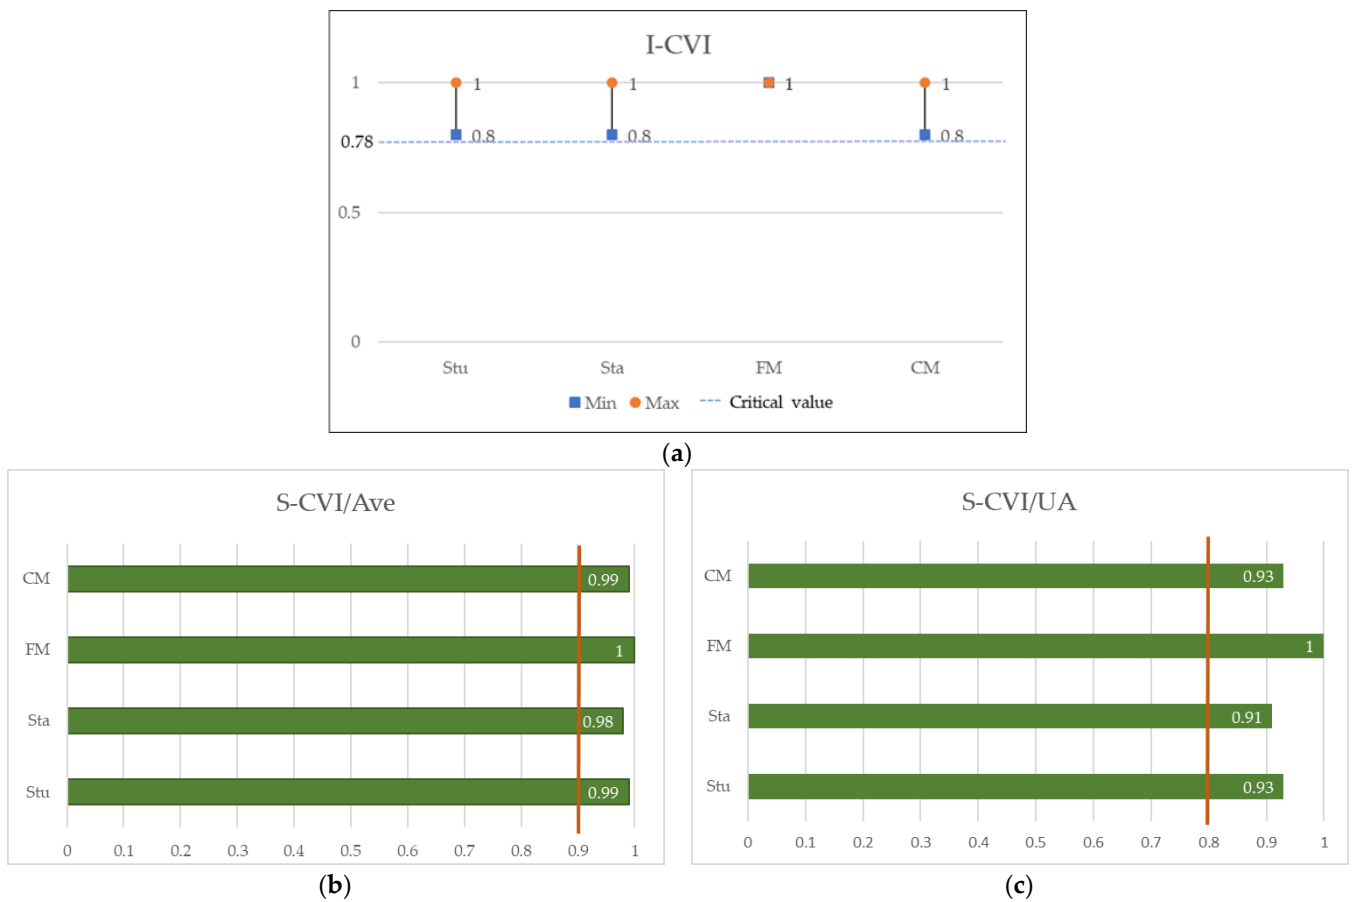 I-CVI
1
1
1
1
1
0.8
0.8
0.8
0.78
0.5
0
Stu
Sta
FM
CM
Min
Max
Critical value
(a)
S-CVI/Ave
CM
0.99
FM
1
Sta
0.98
Stu
0.99
0 0.1 0.2 0.3 0.4 0.5 0.6 0.7 0.8 0.9 1
(b)
S-CVI/UA
CM
0.93
FM
1
Sta
0.91
Stu
0.93
0 0.1 0.2 0.3 0.4 0.5 0.6 0.7 0.8 0.9 1
(c)